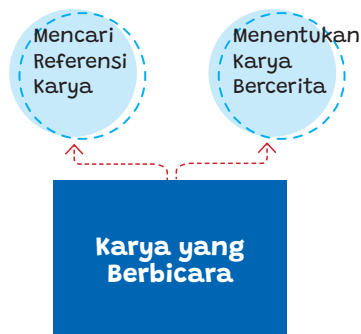 Mencari
Referensi
Karya
Menentukan
Karya
Bercerita
Karya yang
Berbicara